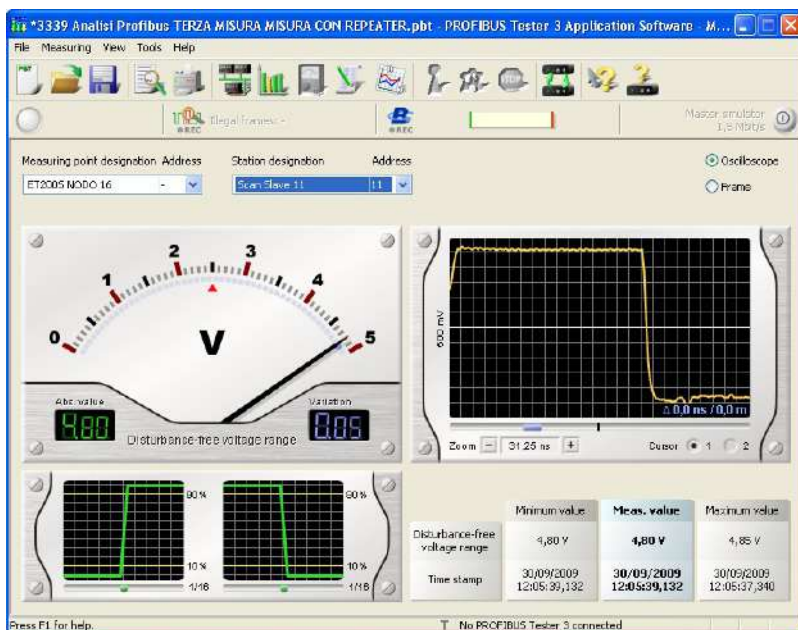 *3339 Analisi Profibus TERZA MISURA MISURA CON REPEATER.pbt - PROFIBUS Tester 3 Application Software - M...
File Measuring View Tools Help
REC Illegal frames: - REC Master simulator
1,5 Mbit/s
Measuring point designation Address Station designation Address Oscilloscope
ET200S NODO 16 - Scan Slave 11 11 Frame
0 1 2 3 4 5
V
600 mV
Δ 0,0 ns / 0,0 m
Abs. value Variation
4.80 Disturbance-free voltage range 0.05
Zoom 31.25 ns Cursor 1 2
90 % 90 %
10 % 10 %
1/16 1/16
Minimum value Meas. value Maximum value
Disturbance-free
voltage range 4,80 V 4,80 V 4,85 V
Time stamp 30/09/2009 30/09/2009 30/09/2009
12:05:39,132 12:05:39,132 12:05:37,340
Press F1 for help. No PROFIBUS Tester 3 connected